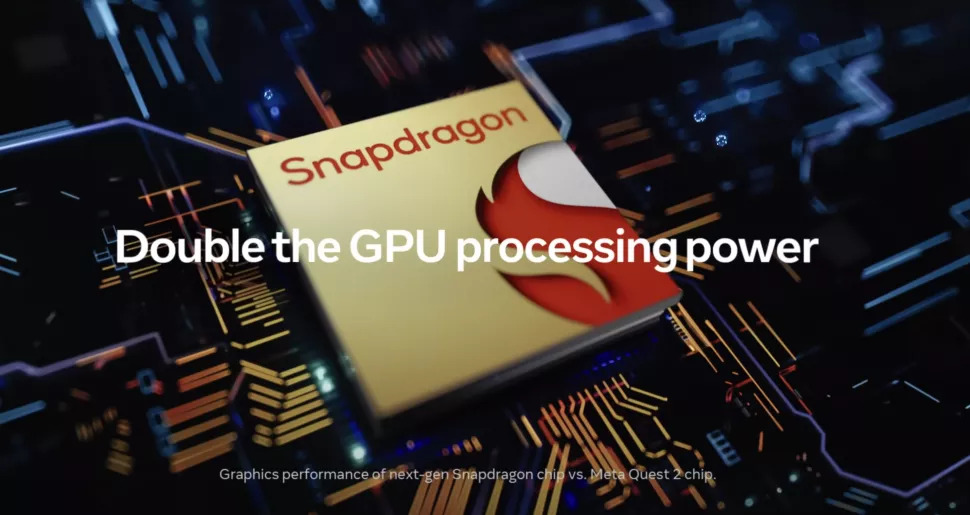 Snapdragon
Double the GPU processing power
Graphics performance of next-gen Snapdragon chip vs. Meta Quest 2 chip.